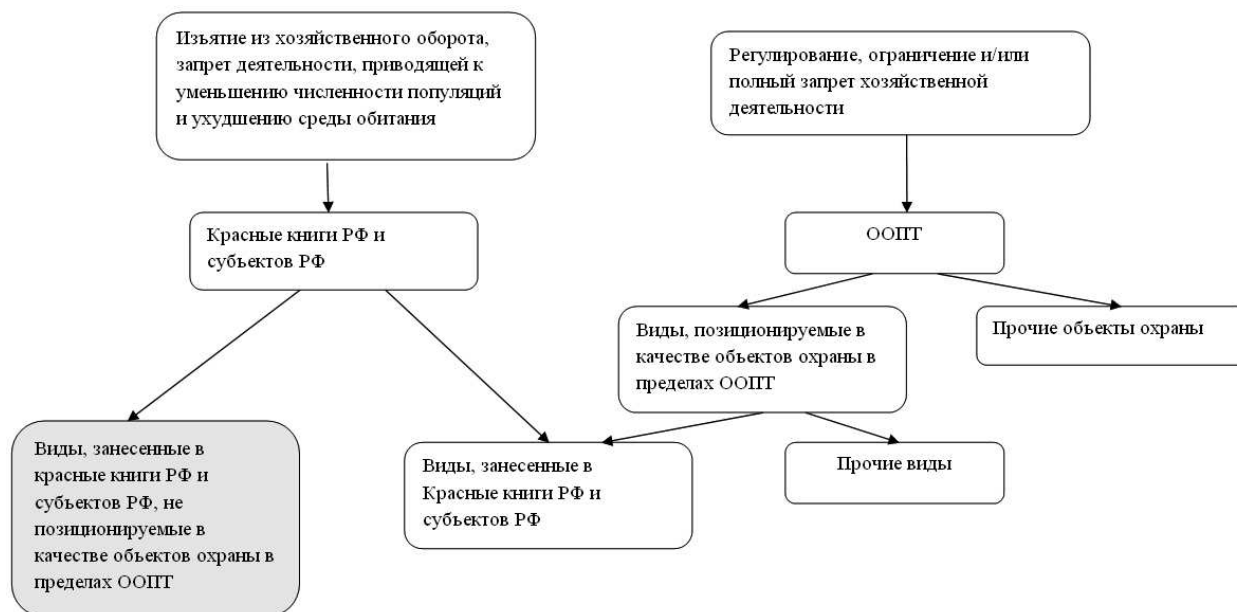 Изъятие из хозяйственного оборота,
запрет деятельности, приводящей к
уменьшению численности популяций
и ухудшению среды обитания
Регулирование, ограничение и/или
полный запрет хозяйственной
деятельности
Красные книги РФ и
субъектов РФ
ООПТ
Виды, позиционируемые в
качестве объектов охраны в
пределах ООПТ
Прочие объекты охраны
Виды, занесенные в
красные книги РФ и
субъектов РФ, не
позиционируемые в
качестве объектов охраны в
пределах ООПТ
Виды, занесенные в
Красные книги РФ и
субъектов РФ
Прочие виды